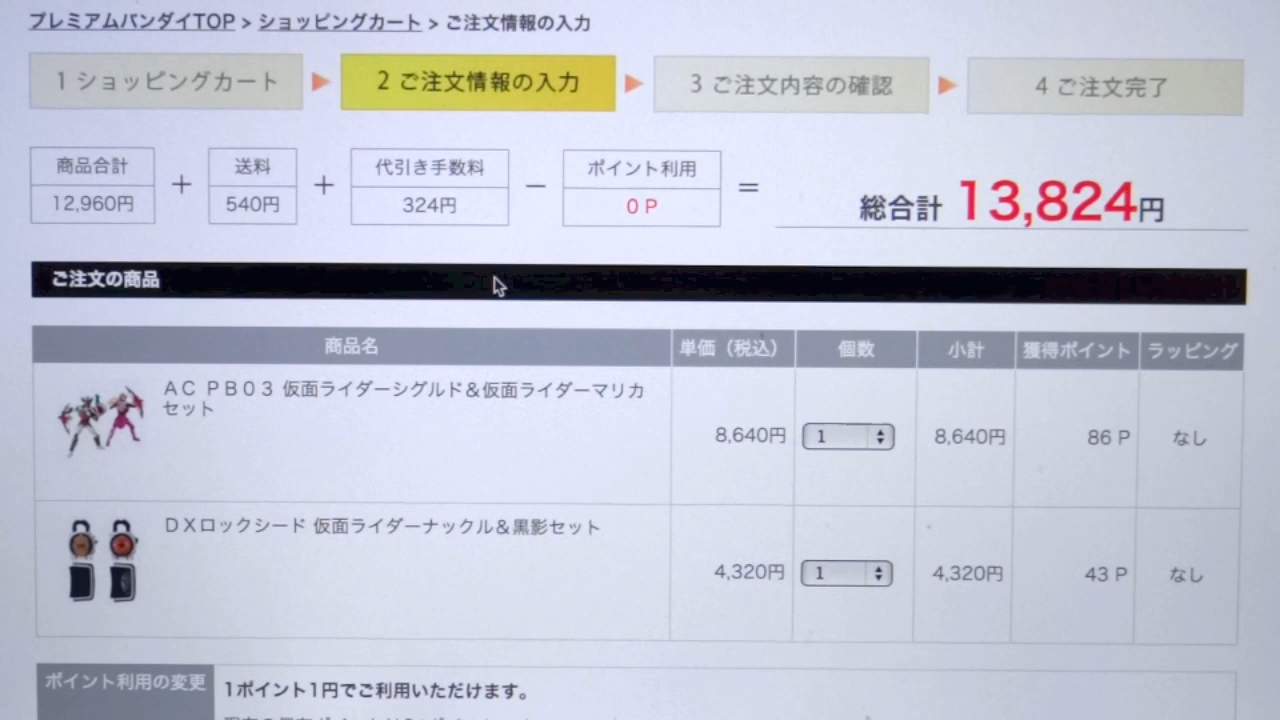 プレミアムバンダイTOP > ショッピングカート > ご注文情報の入力
1 ショッピングカート 2 ご注文情報の入力 3 ご注文内容の確認 4 ご注文完了
商品合計 送料 代引き手数料 ポイント利用
12,960円 + 540円 + 324円 − 0 P = 総合計 13,824円
ご注文の商品
商品名 単価（税込） 個数 小計 獲得ポイント ラッピング
ＡＣ ＰＢ０３ 仮面ライダーシグルド＆仮面ライダーマリカ
セット
8,640円 1 8,640円 86 P なし
ＤＸロックシード 仮面ライダーナックル＆黒影セット
4,320円 1 4,320円 43 P なし
ポイント利用の変更 1ポイント1円でご利用いただけます。